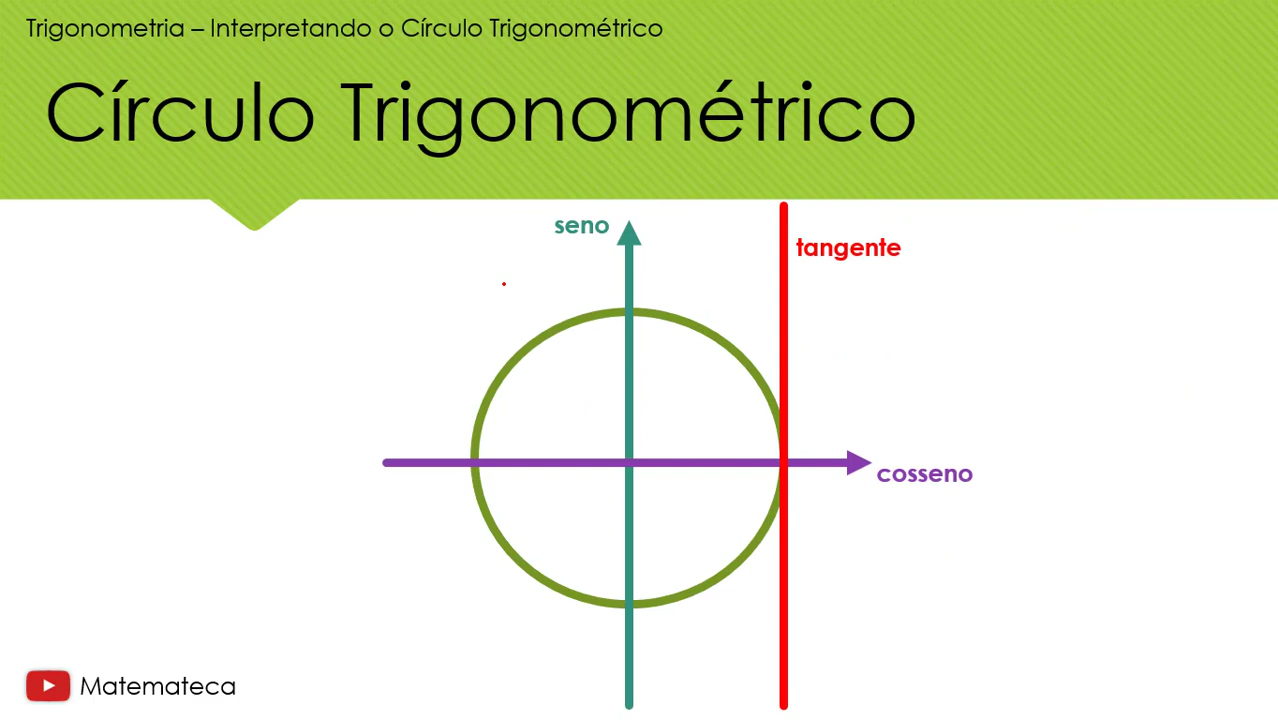 Trigonometria – Interpretando o Círculo Trigonométrico
Círculo Trigonométrico
seno
tangente
cosseno
Matemateca